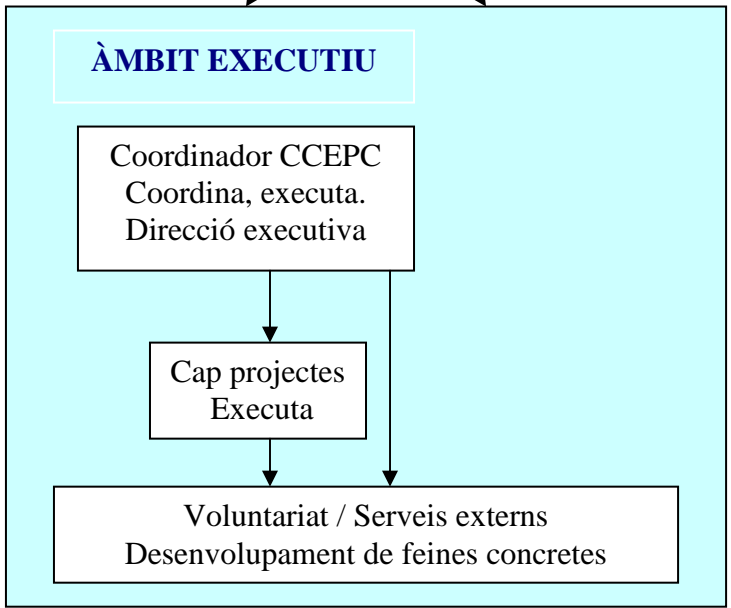 ÀMBIT EXECUTIU
Coordinador CCEPC
Coordina, executa.
Direcció executiva
Cap projectes
Executa
Voluntariat / Serveis externs
Desenvolupament de feines concretes